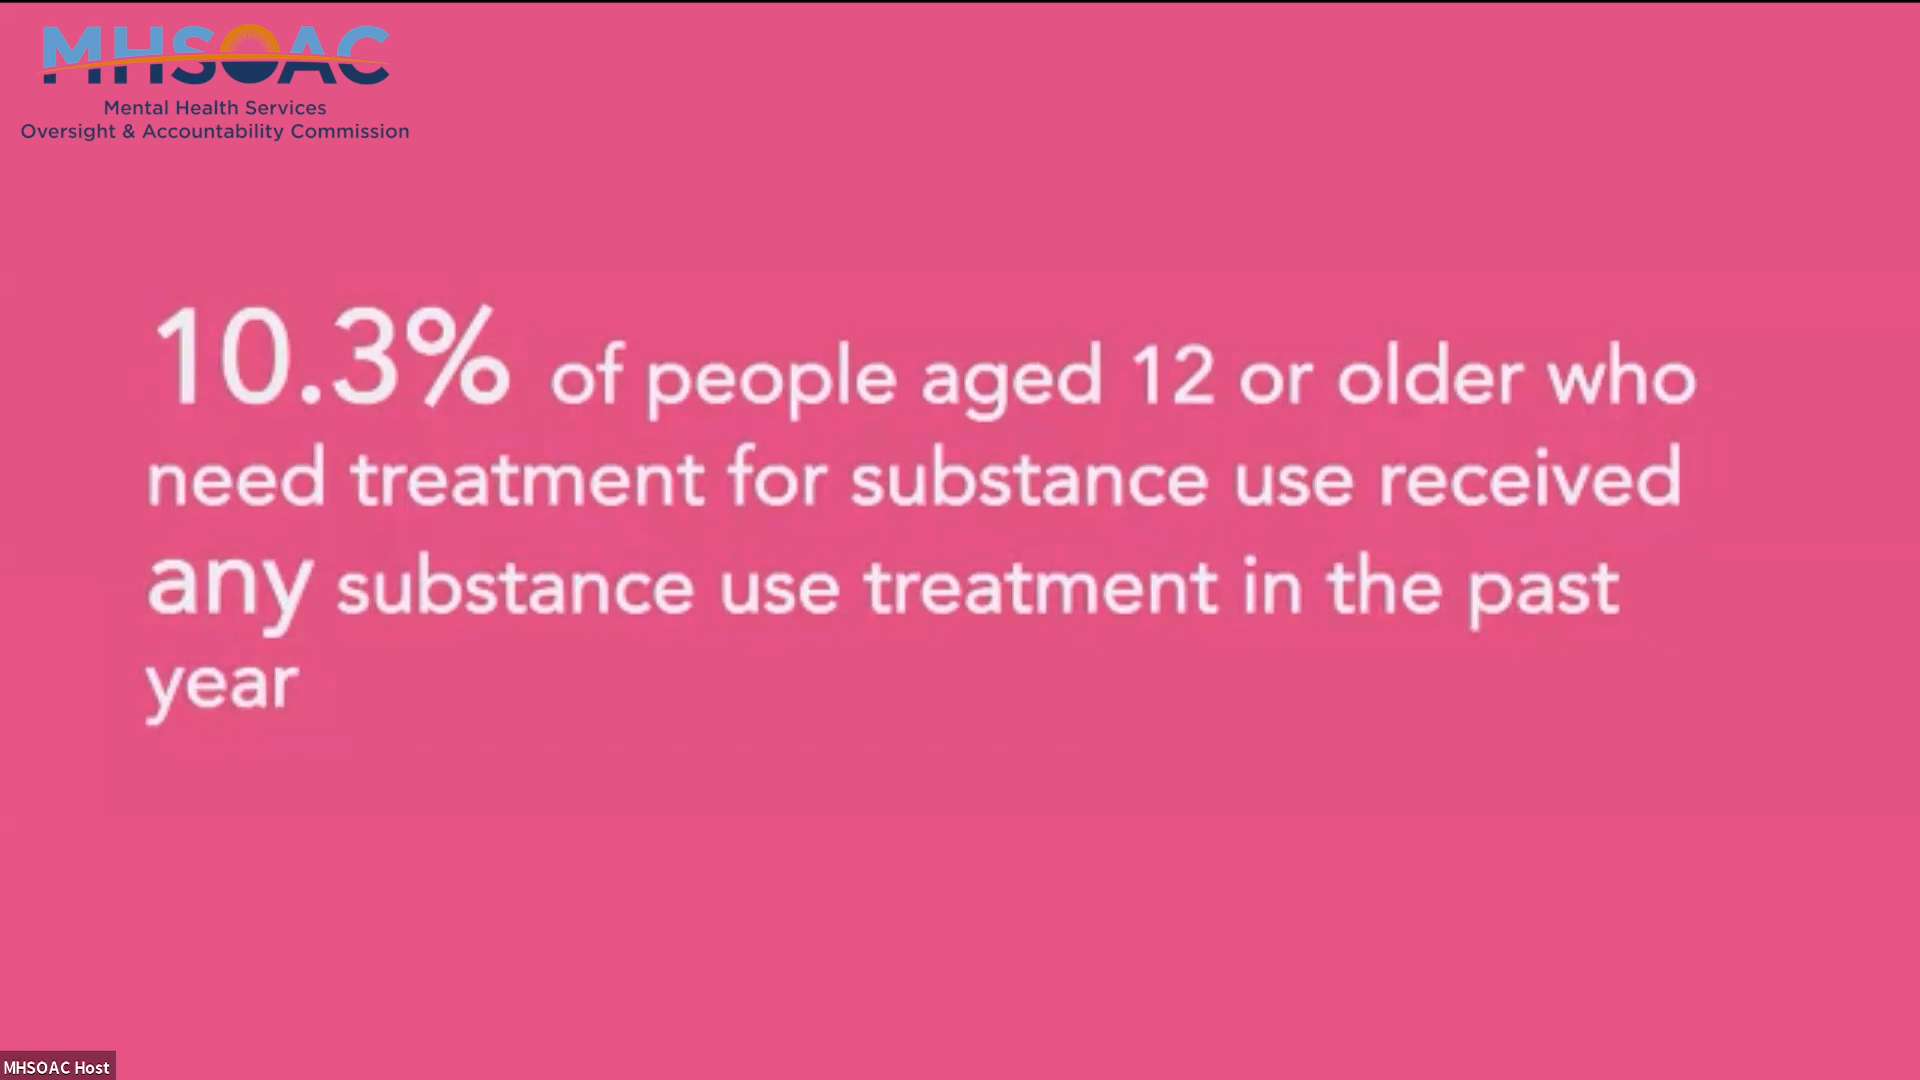 MHSOAC
Mental Health Services
Oversight & Accountability Commission
10.3% of people aged 12 or older who
need treatment for substance use received
any substance use treatment in the past
year
MHSOAC Host